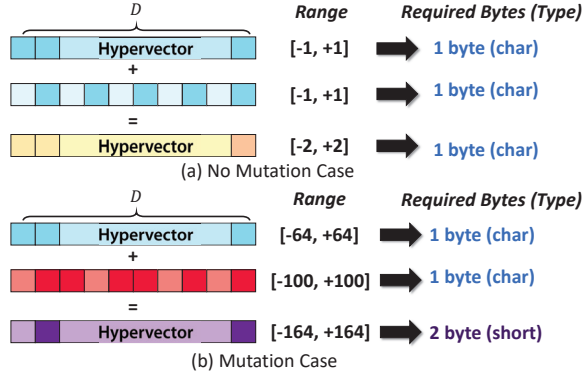 D Range Required Bytes (Type)
Hypervector [-1, +1] 1 byte (char)
+
[-1, +1] 1 byte (char)
=
Hypervector [-2, +2] 1 byte (char)
(a) No Mutation Case
D Range Required Bytes (Type)
Hypervector [-64, +64] 1 byte (char)
+
[-100, +100] 1 byte (char)
=
Hypervector [-164, +164] 2 byte (short)
(b) Mutation Case